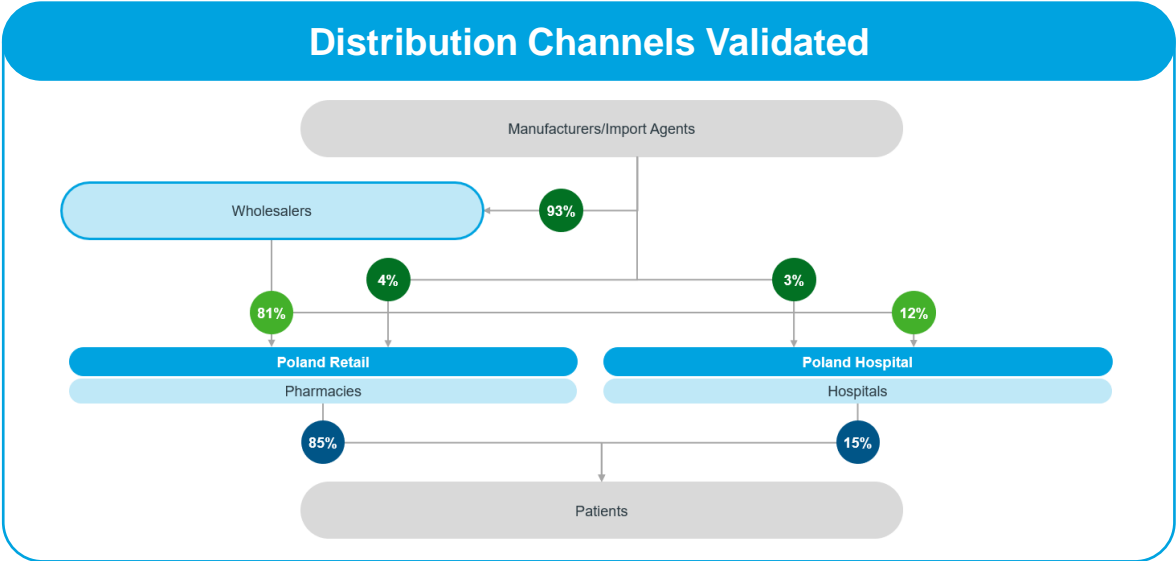 Distribution Channels Validated
Manufacturers/Import Agents
Wholesalers
93%
4%
3%
81%
12%
Poland Retail
Poland Hospital
Pharmacies
Hospitals
85%
15%
Patients